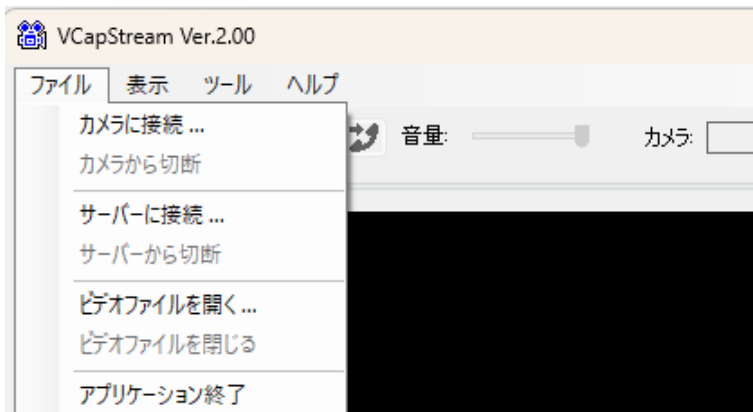 VCapStream Ver.2.00
ファイル 表示 ツール ヘルプ
音量: カメラ:
カメラに接続 ...
カメラから切断
サーバーに接続 ...
サーバーから切断
ビデオファイルを開く ...
ビデオファイルを閉じる
アプリケーション終了